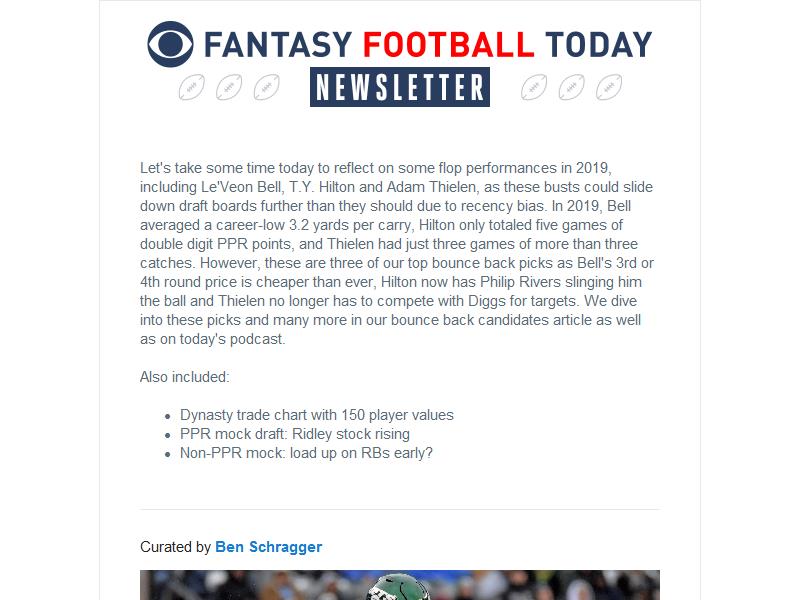 FANTASY FOOTBALL TODAY
NEWSLETTER
Let's take some time today to reflect on some flop performances in 2019,
including Le'Veon Bell, T.Y. Hilton and Adam Thielen, as these busts could slide
down draft boards further than they should due to recency bias. In 2019, Bell
averaged a career-low 3.2 yards per carry, Hilton only totaled five games of
double digit PPR points, and Thielen had just three games of more than three
catches. However, these are three of our top bounce back picks as Bell's 3rd or
4th round price is cheaper than ever, Hilton now has Philip Rivers slinging him
the ball and Thielen no longer has to compete with Diggs for targets. We dive
into these picks and many more in our bounce back candidates article as well
as on today's podcast.
Also included:
• Dynasty trade chart with 150 player values
• PPR mock draft: Ridley stock rising
• Non-PPR mock: load up on RBs early?
Curated by Ben Schragger